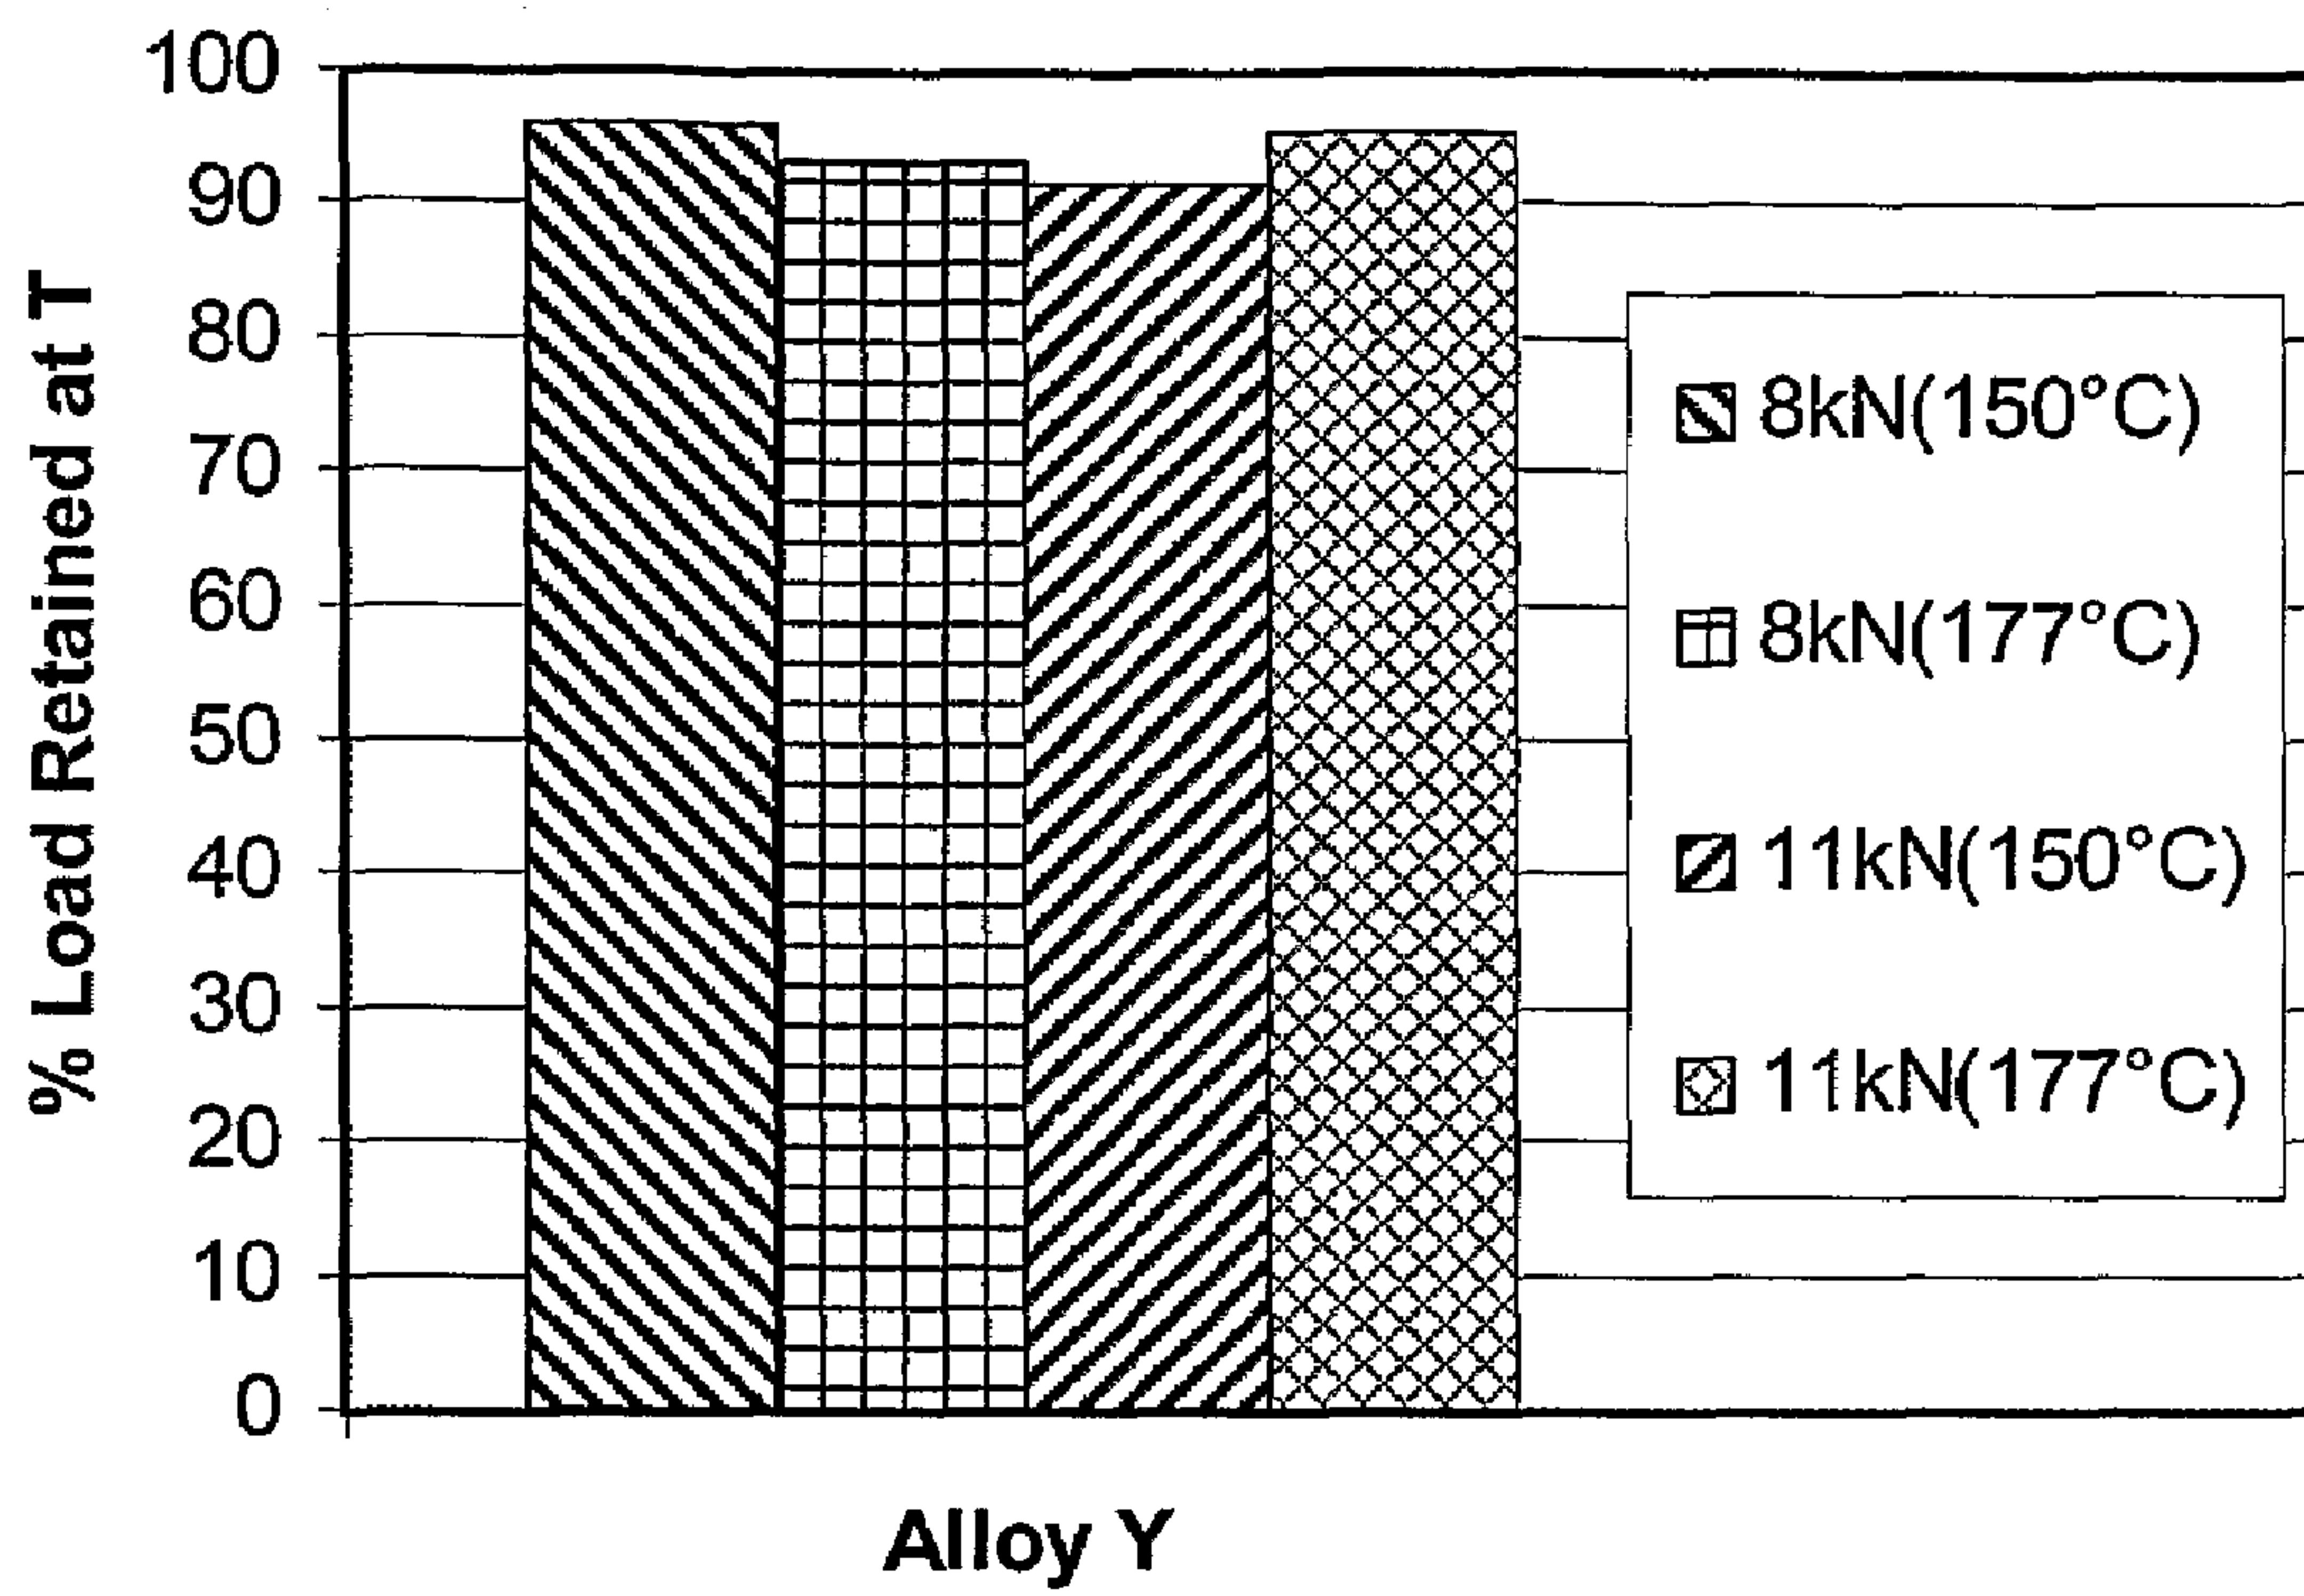 % Load Retained at T
100
90
80
70
60
50
40
30
20
10
0
8kN(150°C)
8kN(177°C)
11kN(150°C)
11kN(177°C)
Alloy Y